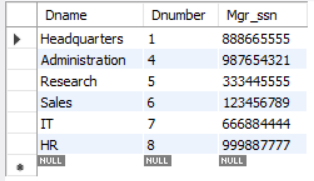 Dname Dnumber Mgr_ssn
Headquarters 1 888665555
Administration 4 987654321
Research 5 333445555
Sales 6 123456789
IT 7 666884444
HR 8 999887777
NULL NULL NULL